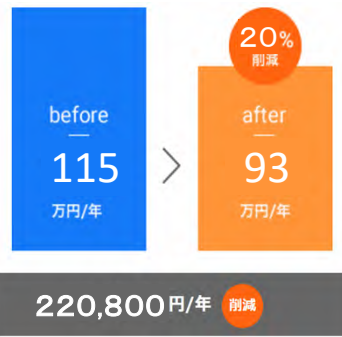 20%
削減
before
115
万円/年
after
93
万円/年
220,800円/年 削減